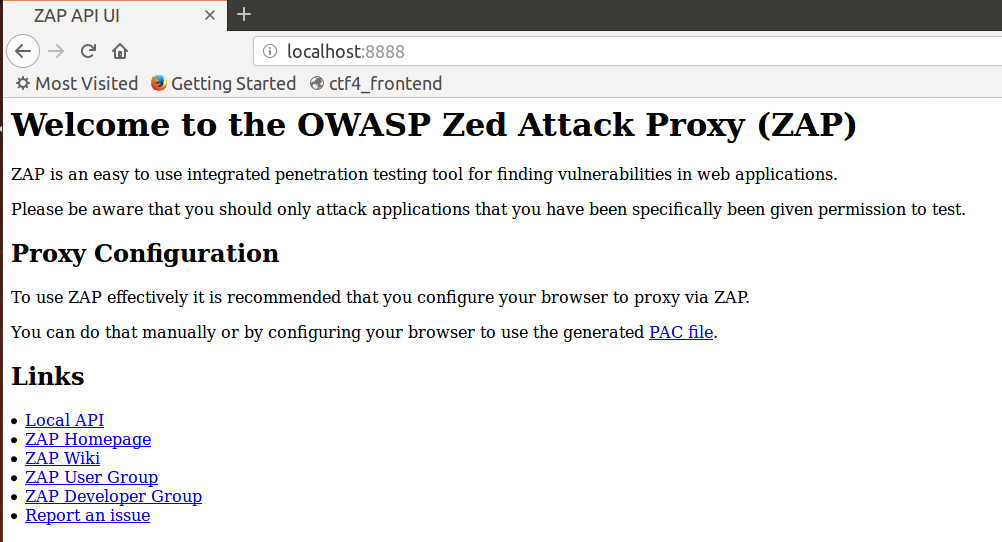 ZAP API UI
localhost:8888
Most Visited Getting Started ctf4_frontend
Welcome to the OWASP Zed Attack Proxy (ZAP)
ZAP is an easy to use integrated penetration testing tool for finding vulnerabilities in web applications.
Please be aware that you should only attack applications that you have been specifically been given permission to test.
Proxy Configuration
To use ZAP effectively it is recommended that you configure your browser to proxy via ZAP.
You can do that manually or by configuring your browser to use the generated PAC file.
Links
• Local API
• ZAP Homepage
• ZAP Wiki
• ZAP User Group
• ZAP Developer Group
• Report an issue